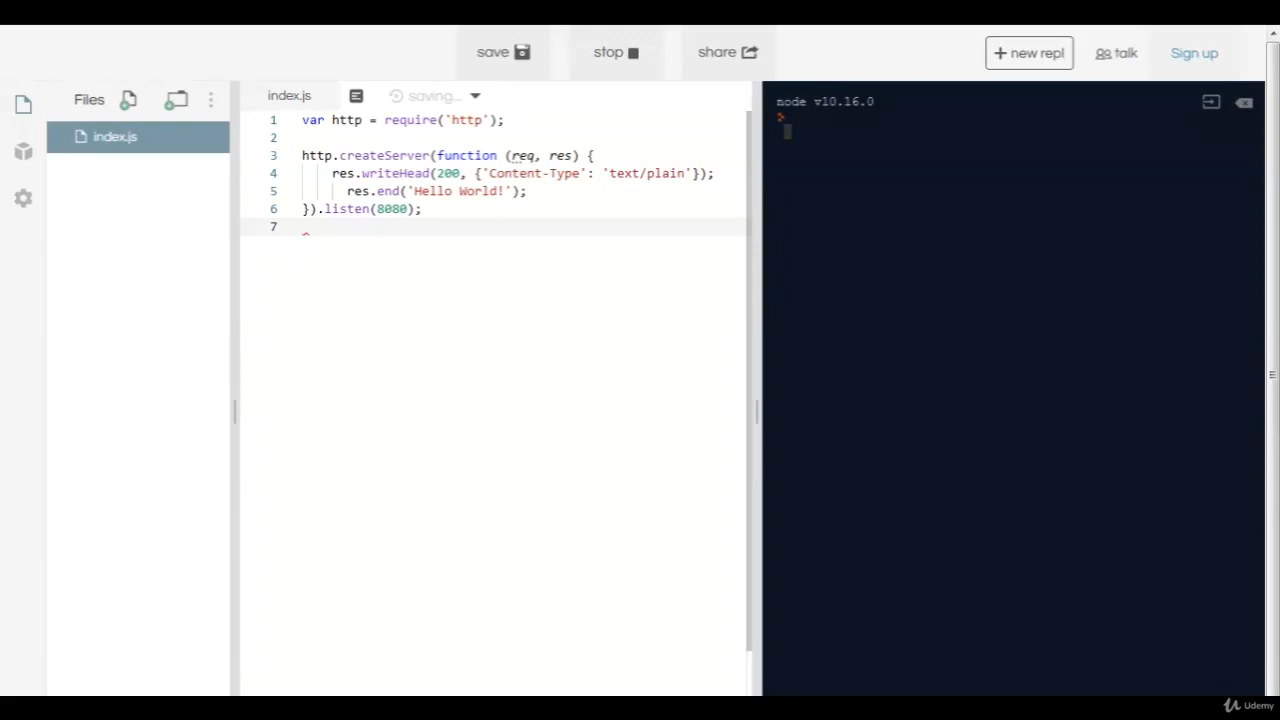 save
stop
share
+ new repl
talk
Sign up
Files
index.js
saving...
node v10.16.0
index.js
1 var http = require('http');
2
3 http.createServer(function (req, res) {
4 res.writeHead(200, {'Content-Type': 'text/plain'});
5 res.end('Hello World!');
6 }).listen(8080);
7
Udemy